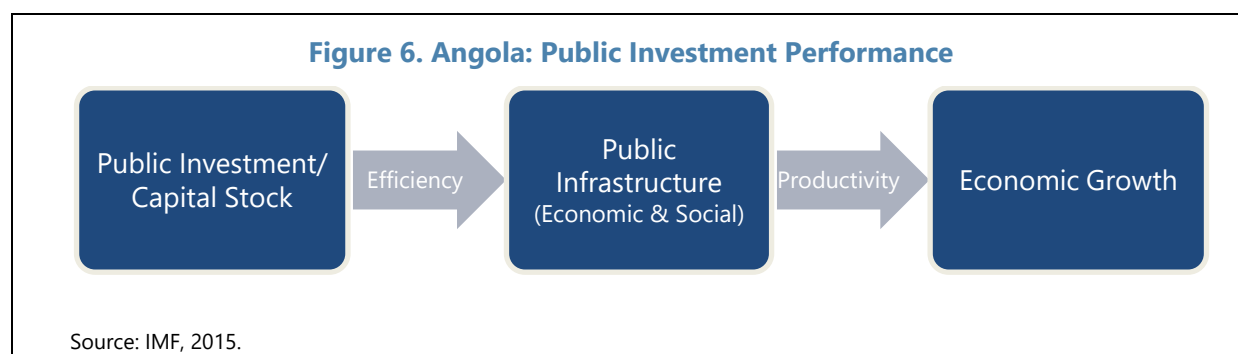 Figure 6. Angola: Public Investment Performance
Public Investment/
Capital Stock
Efficiency
Public
Infrastructure
(Economic & Social)
Productivity
Economic Growth
Source: IMF, 2015.